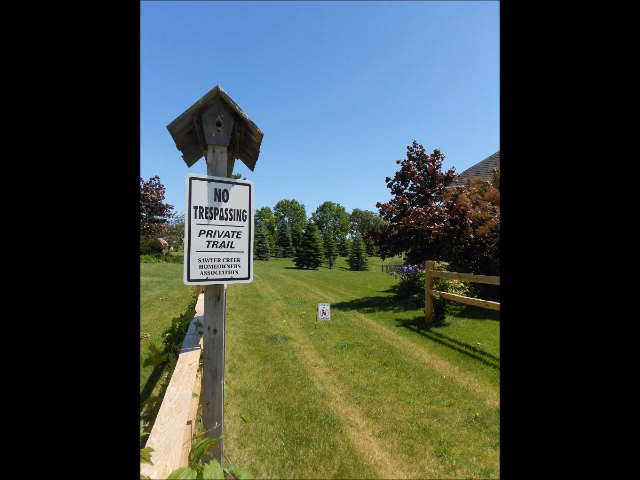 NO
TRESPASSING
PRIVATE
TRAIL
SAWYER CREEK
HOMEOWNERS
ASSOCIATION